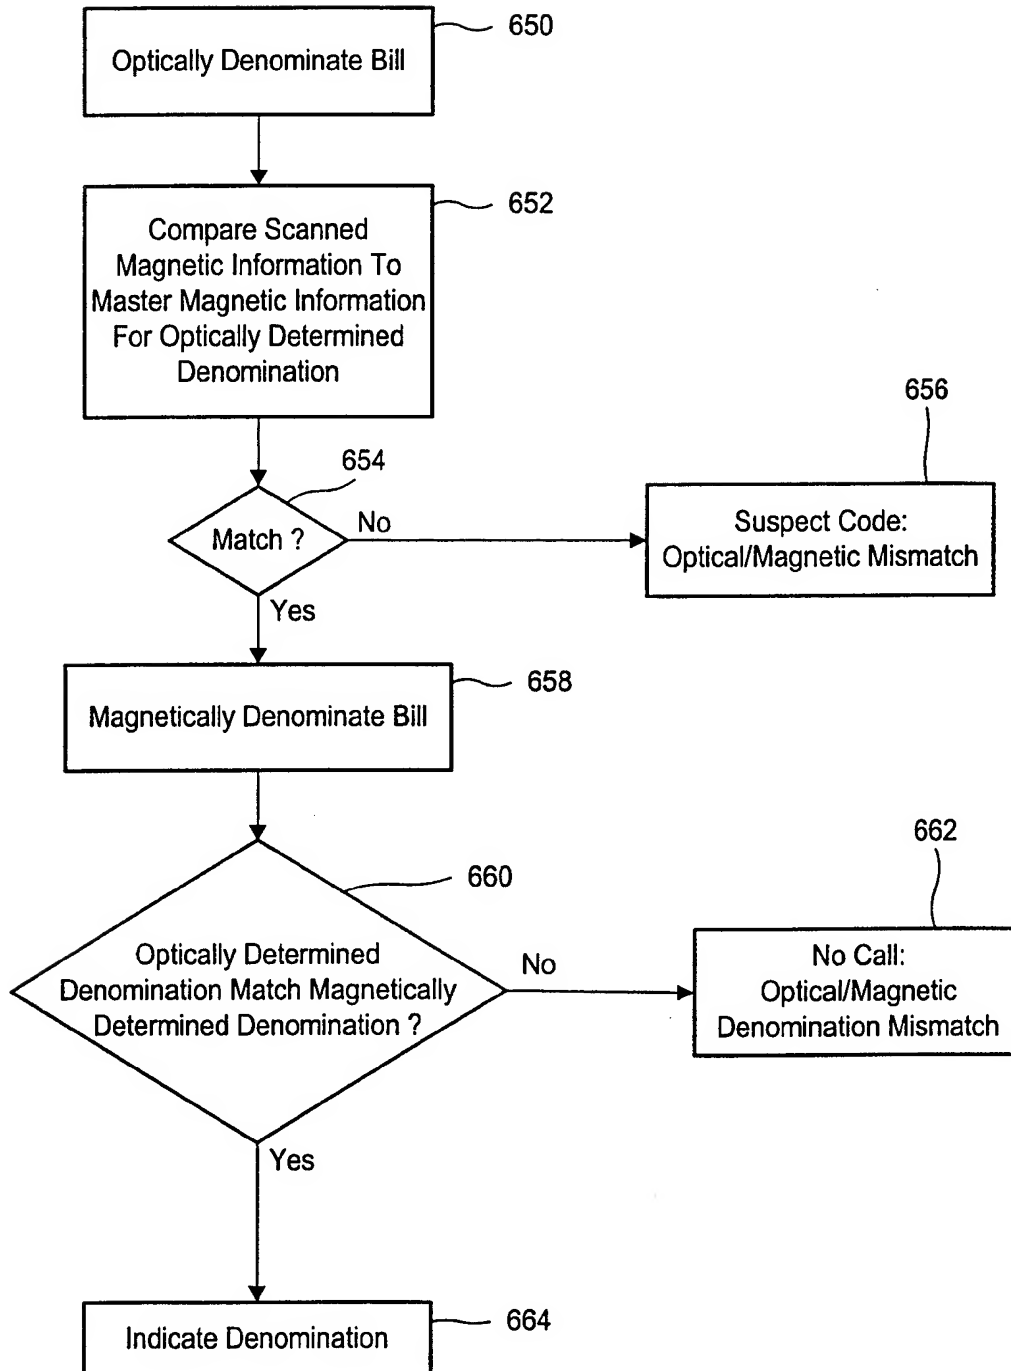 650
Optically Denominate Bill
652
Compare Scanned
Magnetic Information To
Master Magnetic Information
For Optically Determined
Denomination
654
Match ?
No
656
Suspect Code:
Optical/Magnetic Mismatch
Yes
658
Magnetically Denominate Bill
660
Optically Determined
Denomination Match Magnetically
Determined Denomination ?
No
662
No Call:
Optical/Magnetic
Denomination Mismatch
Yes
Indicate Denomination
664